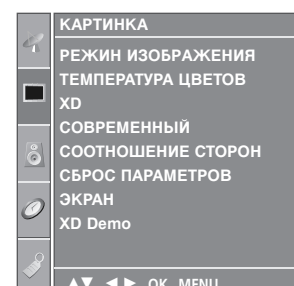 КАРТИНКА
РЕЖИН ИЗОБРАЖЕНИЯ
ТЕМПЕРАТУРА ЦВЕТОВ
XD
СОВРЕМЕННЫЙ
СООТНОШЕНИЕ СТОРОН
СБРОС ПАРАМЕТРОВ
ЭКРАН
XD Demo
▲▼ ◄► OK MENU